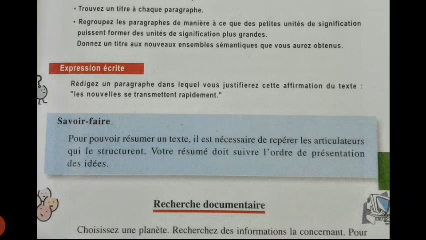 • Trouvez un titre à chaque paragraphe.
• Regroupez les paragraphes de manière à ce que des petites unités de signification
puissent former des unités de signification plus grandes.
Donnez un titre aux nouveaux ensembles sémantiques que vous aurez obtenus.
Expression écrite
Rédigez un paragraphe dans lequel vous justifierez cette affirmation du texte :
"les nouvelles se transmettent rapidement."
Savoir-faire
Pour pouvoir résumer un texte, il est nécessaire de repérer les articulateurs
qui le structurent. Votre résumé doit suivre l'ordre de présentation
des idées.
Recherche documentaire
Choisissez une planète. Recherchez des informations la concernant. Pour